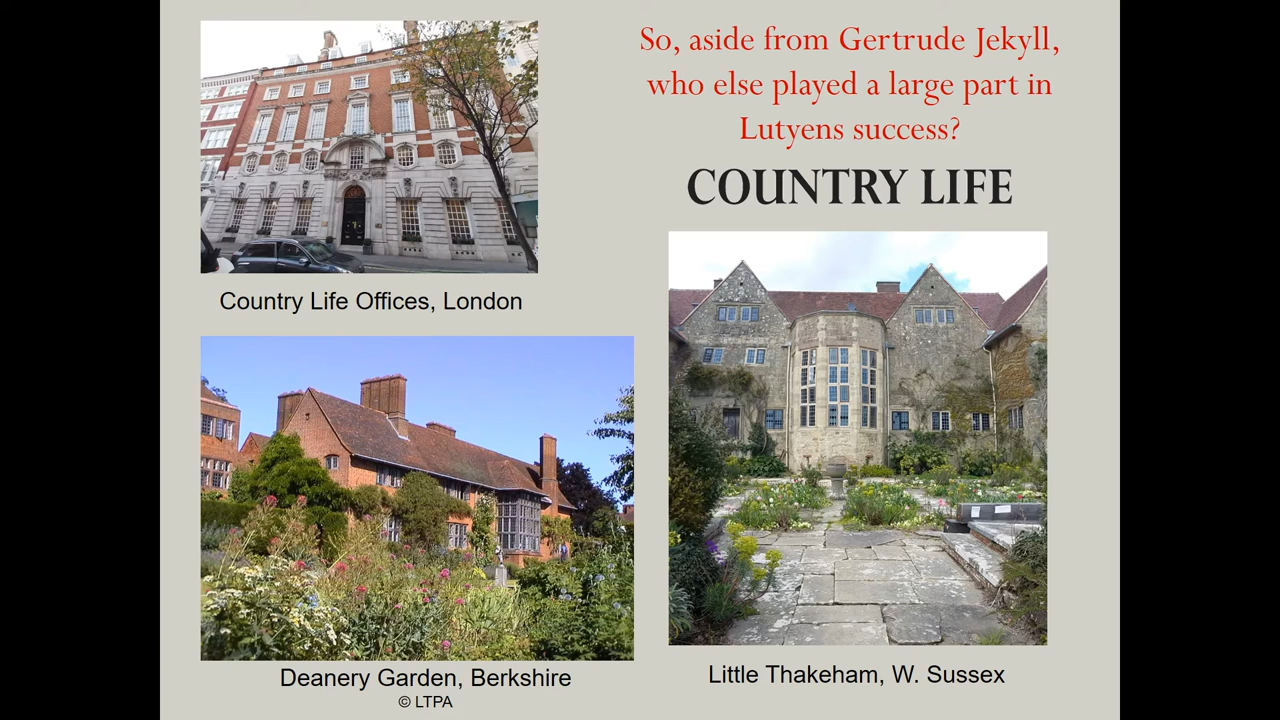 So, aside from Gertrude Jekyll,
who else played a large part in
Lutyens success?
COUNTRY LIFE
Country Life Offices, London
Deanery Garden, Berkshire
© LTPA
Little Thakeham, W. Sussex